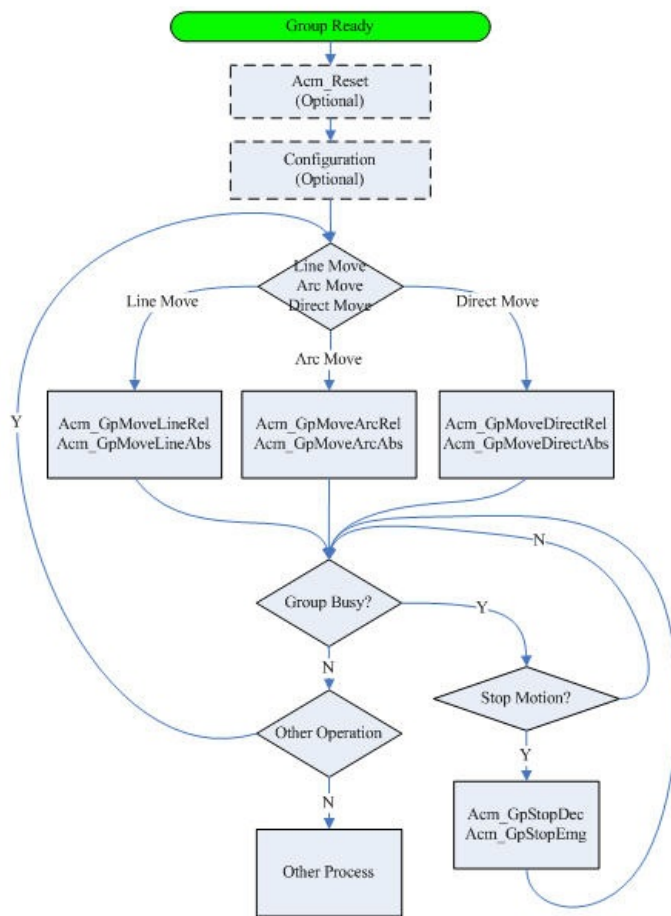 Group Ready
Acm_Reset
(Optional)
Configuration
(Optional)
Line Move
Arc Move
Direct Move
Line Move
Direct Move
Arc Move
Acm_GpMoveLineRel
Acm_GpMoveLineAbs
Acm_GpMoveArcRel
Acm_GpMoveArcAbs
Acm_GpMoveDirectRel
Acm_GpMoveDirectAbs
Y
N
Group Busy?
Y
N
Stop Motion?
Other Operation
Y
N
Acm_GpStopDec
Acm_GpStopEmg
Other Process